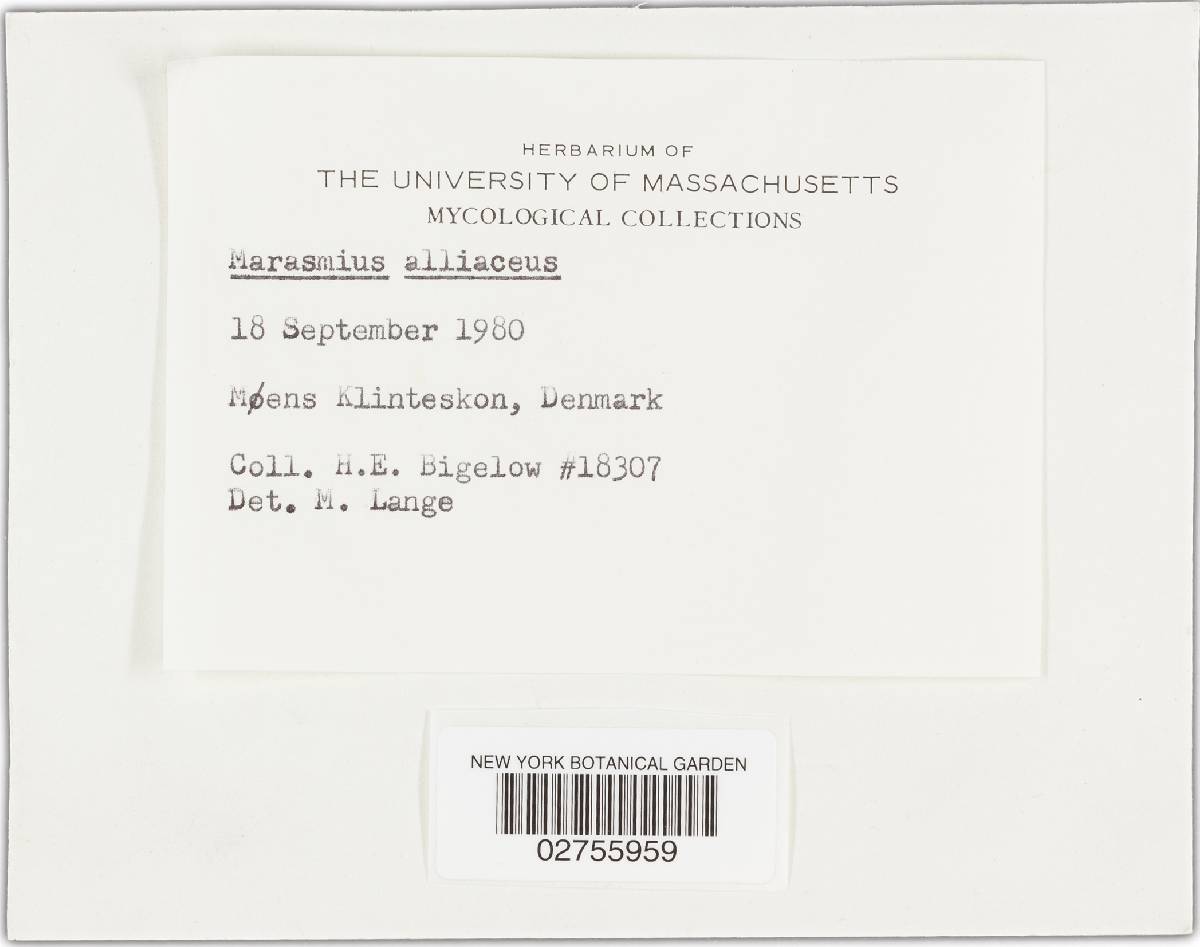 HERBARIUM OF
THE UNIVERSITY OF MASSACHUSETTS
MYCOLOGICAL COLLECTIONS
Marasmius alliaceus
18 September 1980
Møens Klinteskon, Denmark
Coll. H.E. Bigelow #18307
Det. M. Lange
NEW YORK BOTANICAL GARDEN
02755959